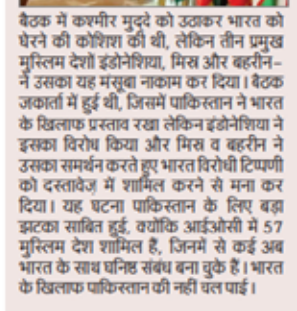 बैठक में कश्मीर मुद्दे को उठाकर भारत को
घेरने की कोशिश की थी, लेकिन तीन प्रमुख
मुस्लिम देशों इंडोनेशिया, मिस्र और बहरीन-
ने उसका यह मंसूबा नाकाम कर दिया। बैठक
जकार्ता में हुई थी, जिसमें पाकिस्तान ने भारत
के खिलाफ प्रस्ताव रखा लेकिन इंडोनेशिया ने
इसका विरोध किया और मिस्र व बहरीन ने
उसका समर्थन करते हुए भारत विरोधी टिप्पणी
को दस्तावेज़ में शामिल करने से मना कर
दिया। यह घटना पाकिस्तान के लिए बड़ा
झटका साबित हुई, क्योंकि आईओसी में 57
मुस्लिम देश शामिल हैं, जिनमें से कई अब
भारत के साथ घनिष्ठ संबंध बना चुके हैं। भारत
के खिलाफ पाकिस्तान की नहीं चल पाई।